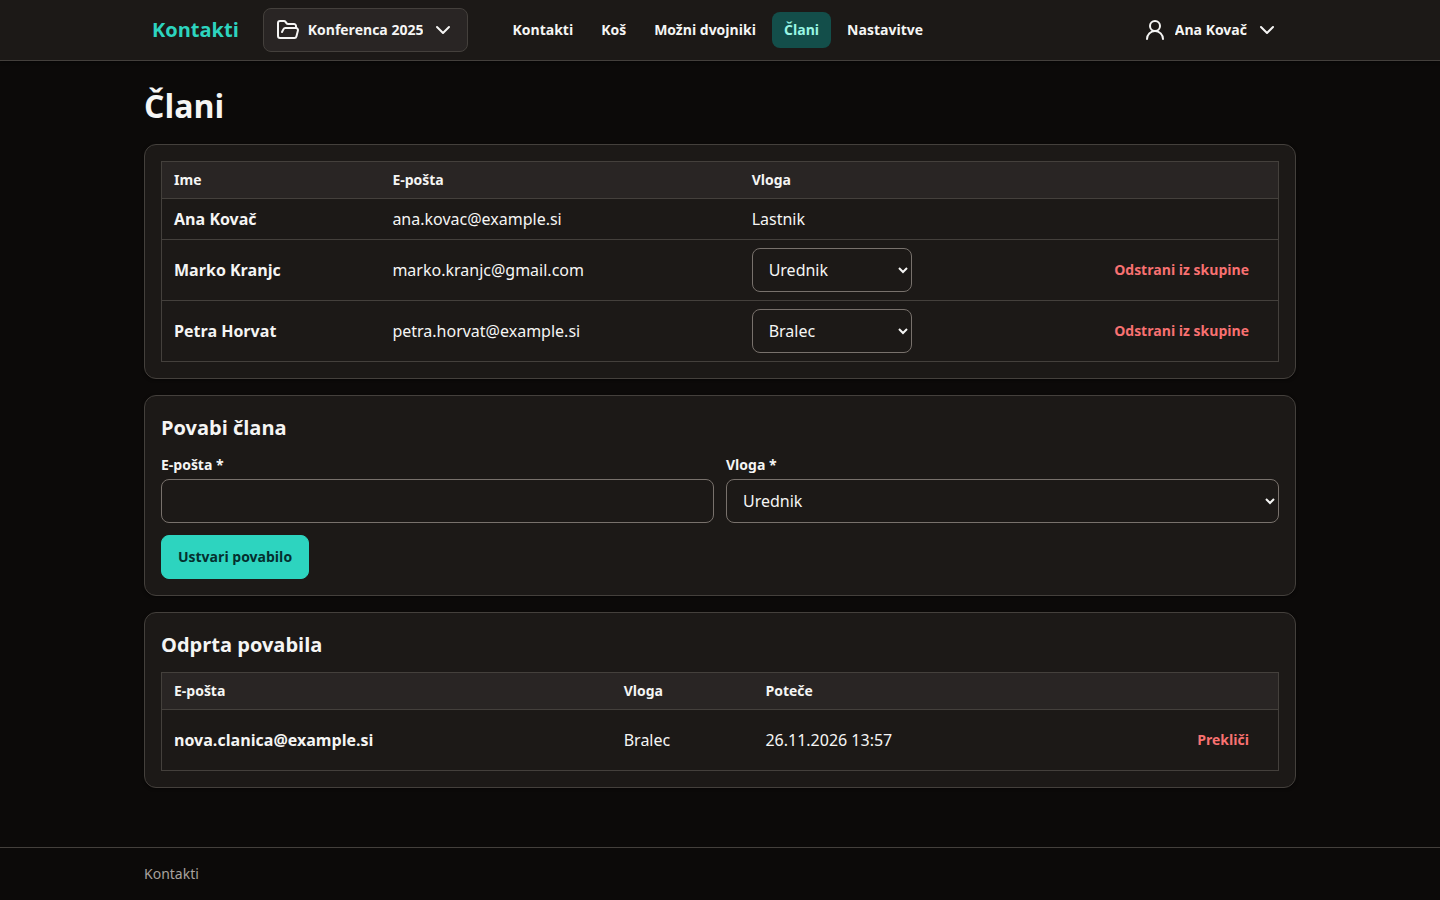 Kontakti
Konferenca 2025
Kontakti
Koš
Možni dvojniki
Člani
Nastavitve
Ana Kovač
Člani
Ime E-pošta Vloga
Ana Kovač ana.kovac@example.si Lastnik
Marko Kranjc marko.kranjc@gmail.com Urednik Odstrani iz skupine
Petra Horvat petra.horvat@example.si Bralec Odstrani iz skupine
Povabi člana
E-pošta * Vloga *
Urednik
Ustvari povabilo
Odprta povabila
E-pošta Vloga Poteče
nova.clanica@example.si Bralec 26.11.2026 13:57 Prekliči
Kontakti